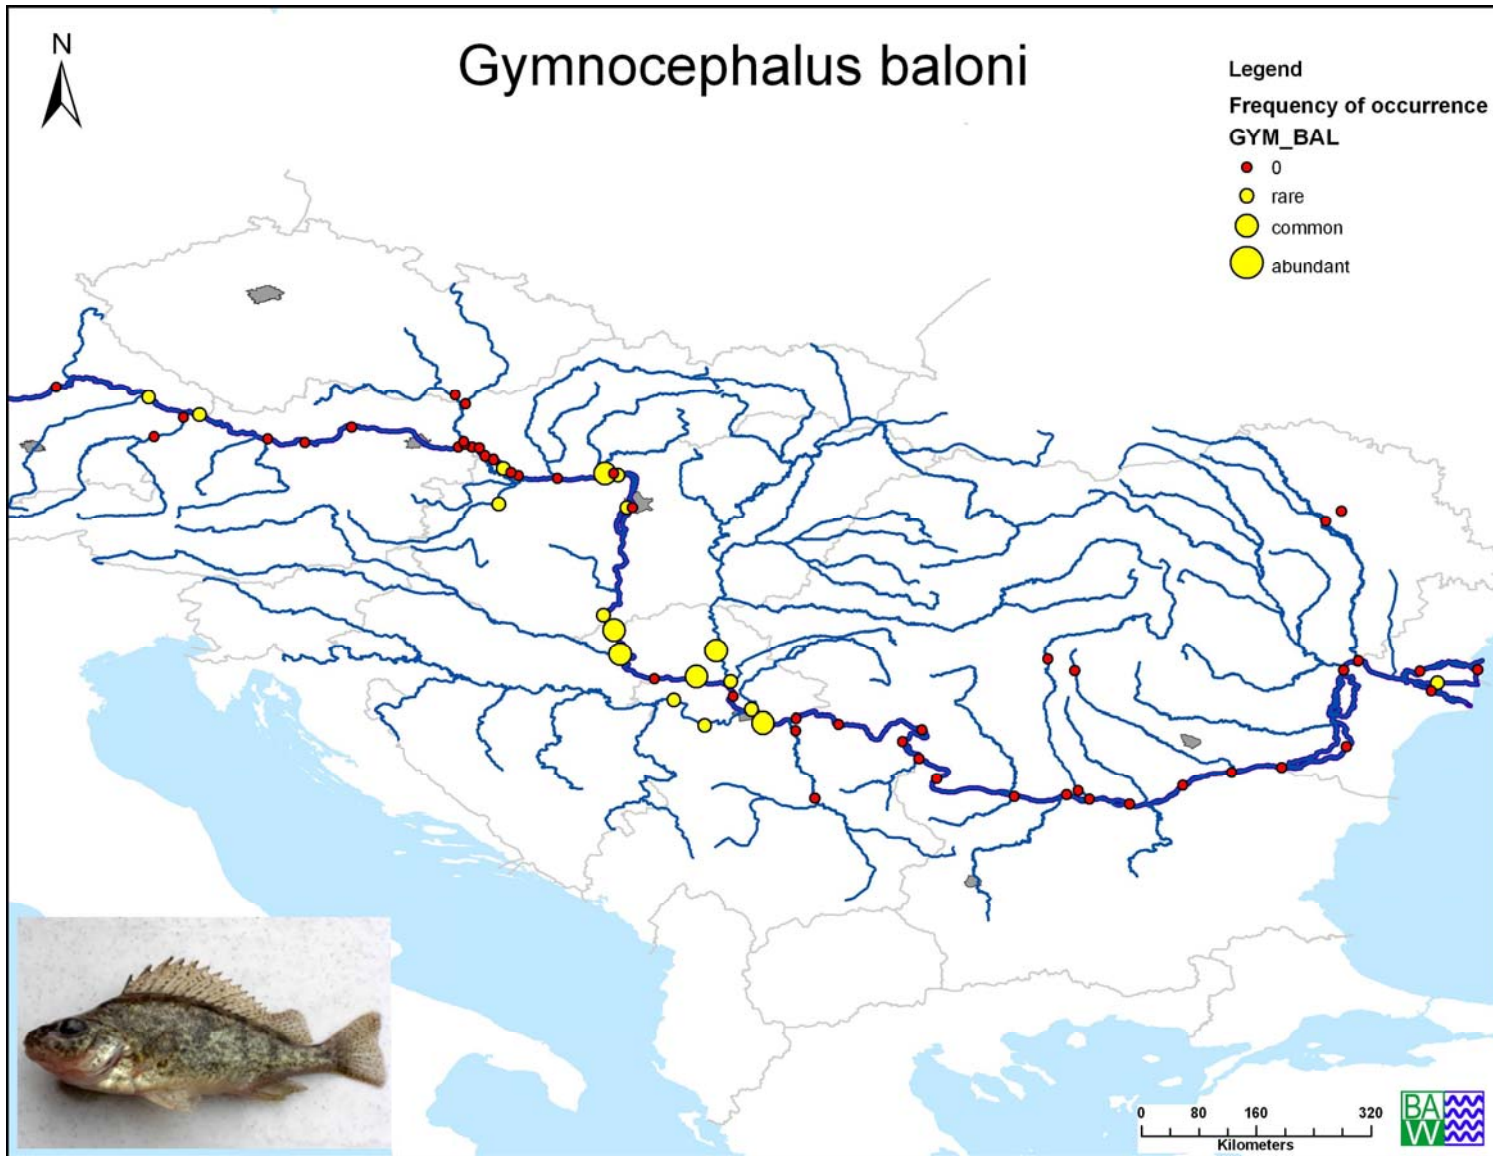 N
Gymnocephalus baloni
Legend
Frequency of occurrence
GYM_BAL
0
rare
common
abundant
0 80 160 320
Kilometers
BA
W